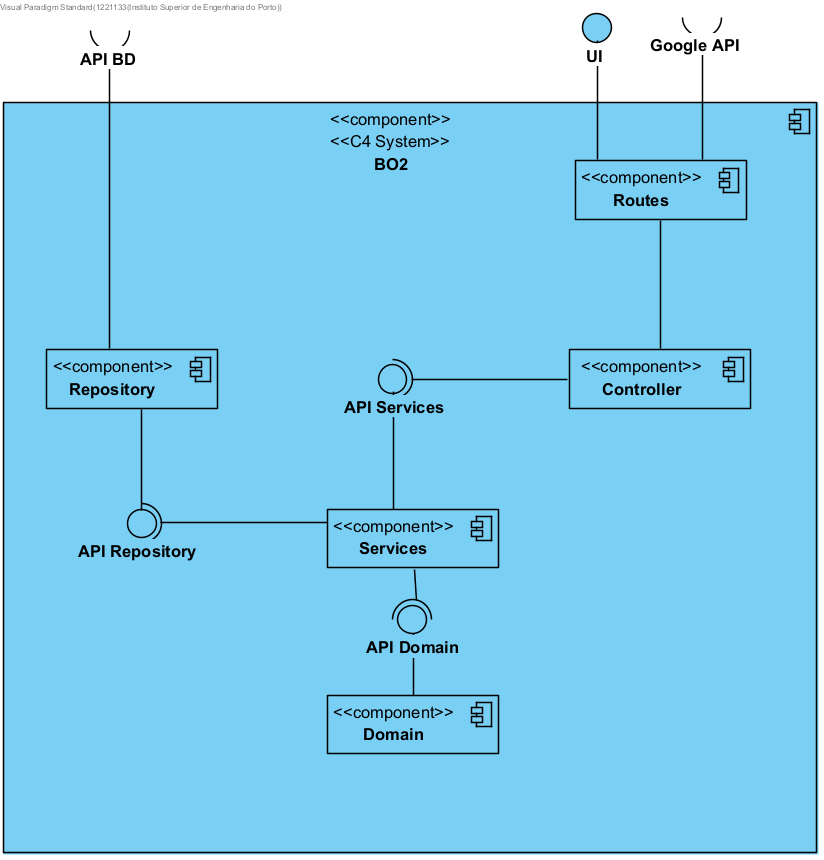 Visual Paradigm Standard(1221133(Instituto Superior de Engenharia do Porto))
API BD
UI
Google API
<<component>>
<<C4 System>>
BO2
<<component>>
Routes
<<component>>
Repository
API Services
<<component>>
Controller
API Repository
<<component>>
Services
API Domain
<<component>>
Domain